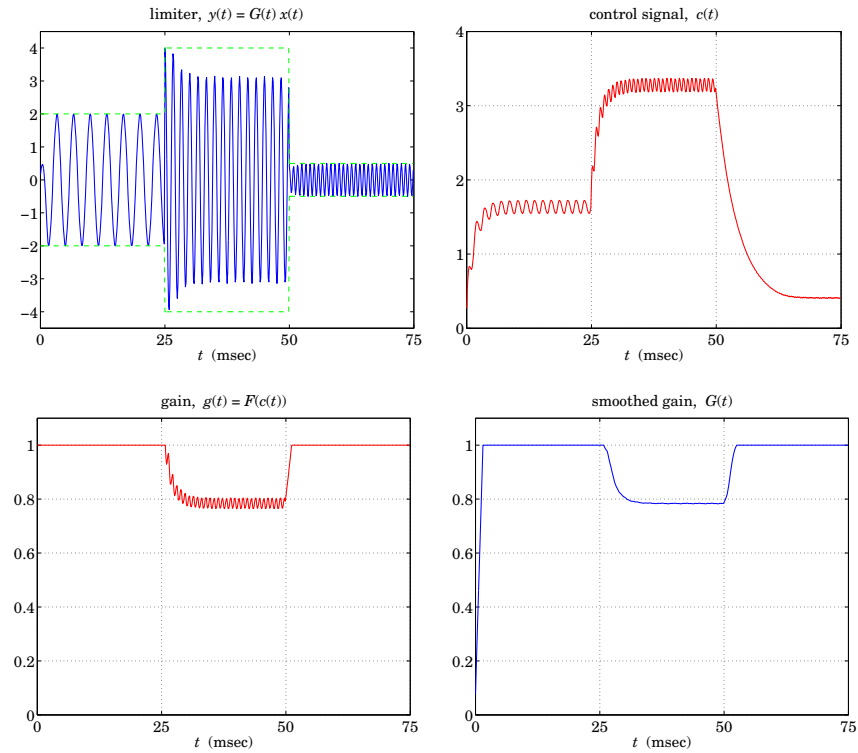 limiter, y(t) = G(t) x(t)
4
3
2
1
0
−1
−2
−3
−4
0 25 50 75
t (msec)
control signal, c(t)
4
3
2
1
0
0 25 50 75
t (msec)
gain, g(t) = F(c(t))
1
0.8
0.6
0.4
0.2
0
0 25 50 75
t (msec)
smoothed gain, G(t)
1
0.8
0.6
0.4
0.2
0
0 25 50 75
t (msec)